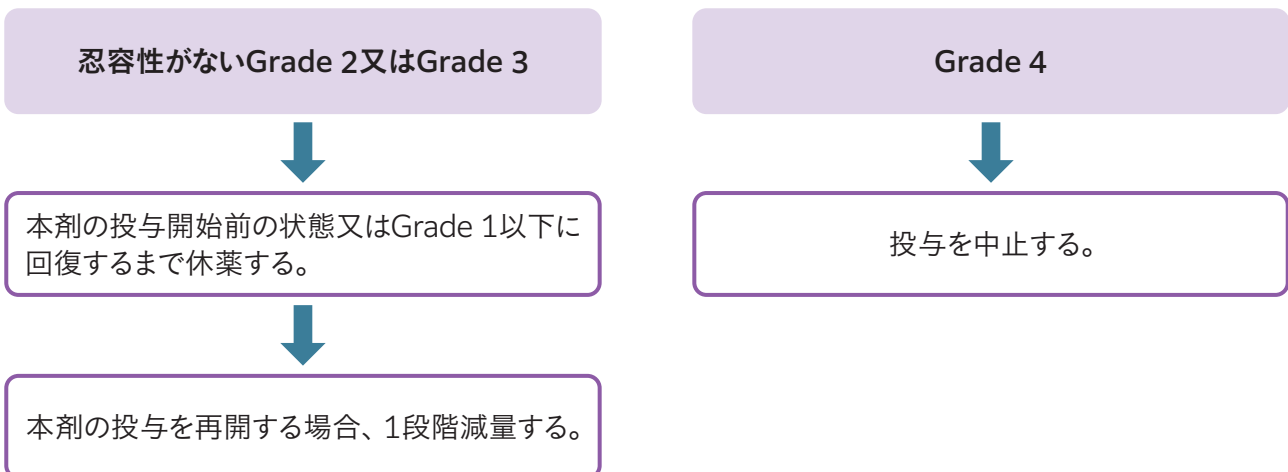 忍容性がないGrade 2又はGrade 3
本剤の投与開始前の状態又はGrade 1以下に
回復するまで休薬する。
本剤の投与を再開する場合、1段階減量する。
Grade 4
投与を中止する。